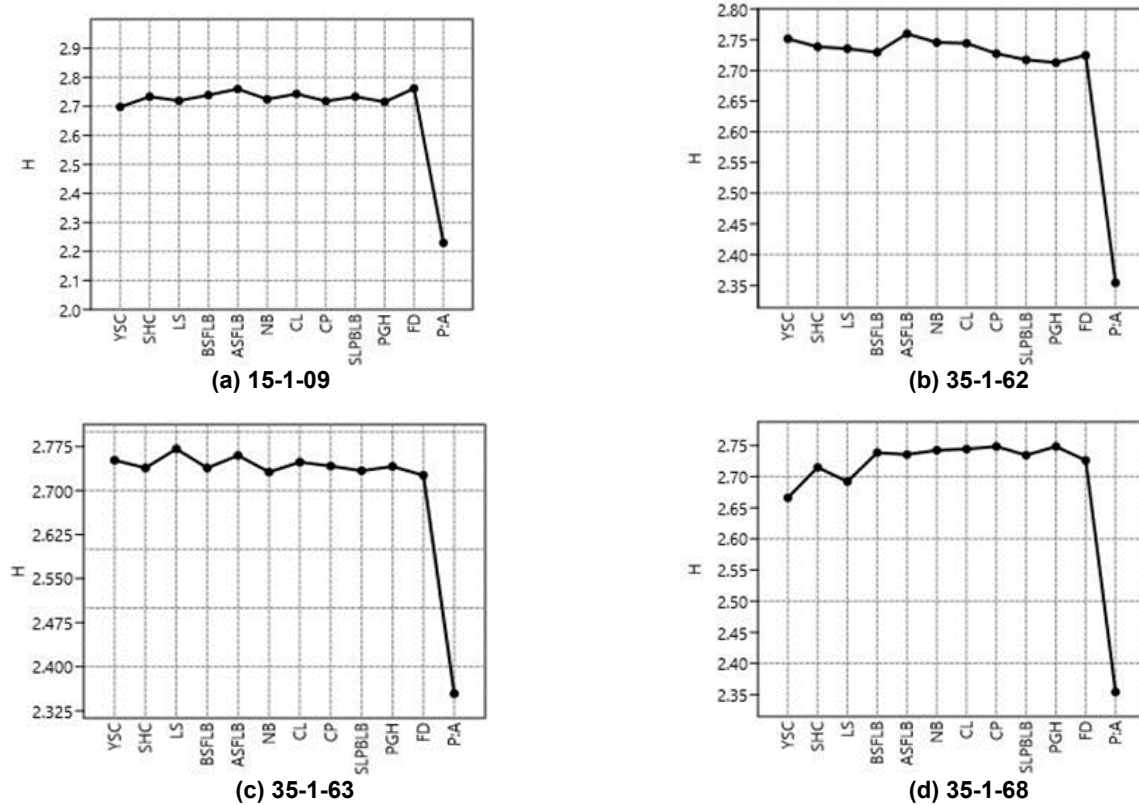 2.9
2.8
2.7
2.6
2.5
2.4
2.3
2.2
2.1
2.0
H
YSC
SHC
LS
BSFLB
ASFLB
NB
CL
CP
SLPBLB
PGH
FD
P:A
(a) 15-1-09
2.80
2.75
2.70
2.65
2.60
2.55
2.50
2.45
2.40
2.35
H
YSC
SHC
LS
BSFLB
ASFLB
NB
CL
CP
SLPBLB
PGH
FD
P:A
(b) 35-1-62
2.775
2.700
2.625
2.550
2.475
2.400
2.325
H
YSC
SHC
LS
BSFLB
ASFLB
NB
CL
CP
SLPBLB
PGH
FD
P:A
(c) 35-1-63
2.75
2.70
2.65
2.60
2.55
2.50
2.45
2.40
2.35
H
YSC
SHC
LS
BSFLB
ASFLB
NB
CL
CP
SLPBLB
PGH
FD
P:A
(d) 35-1-68